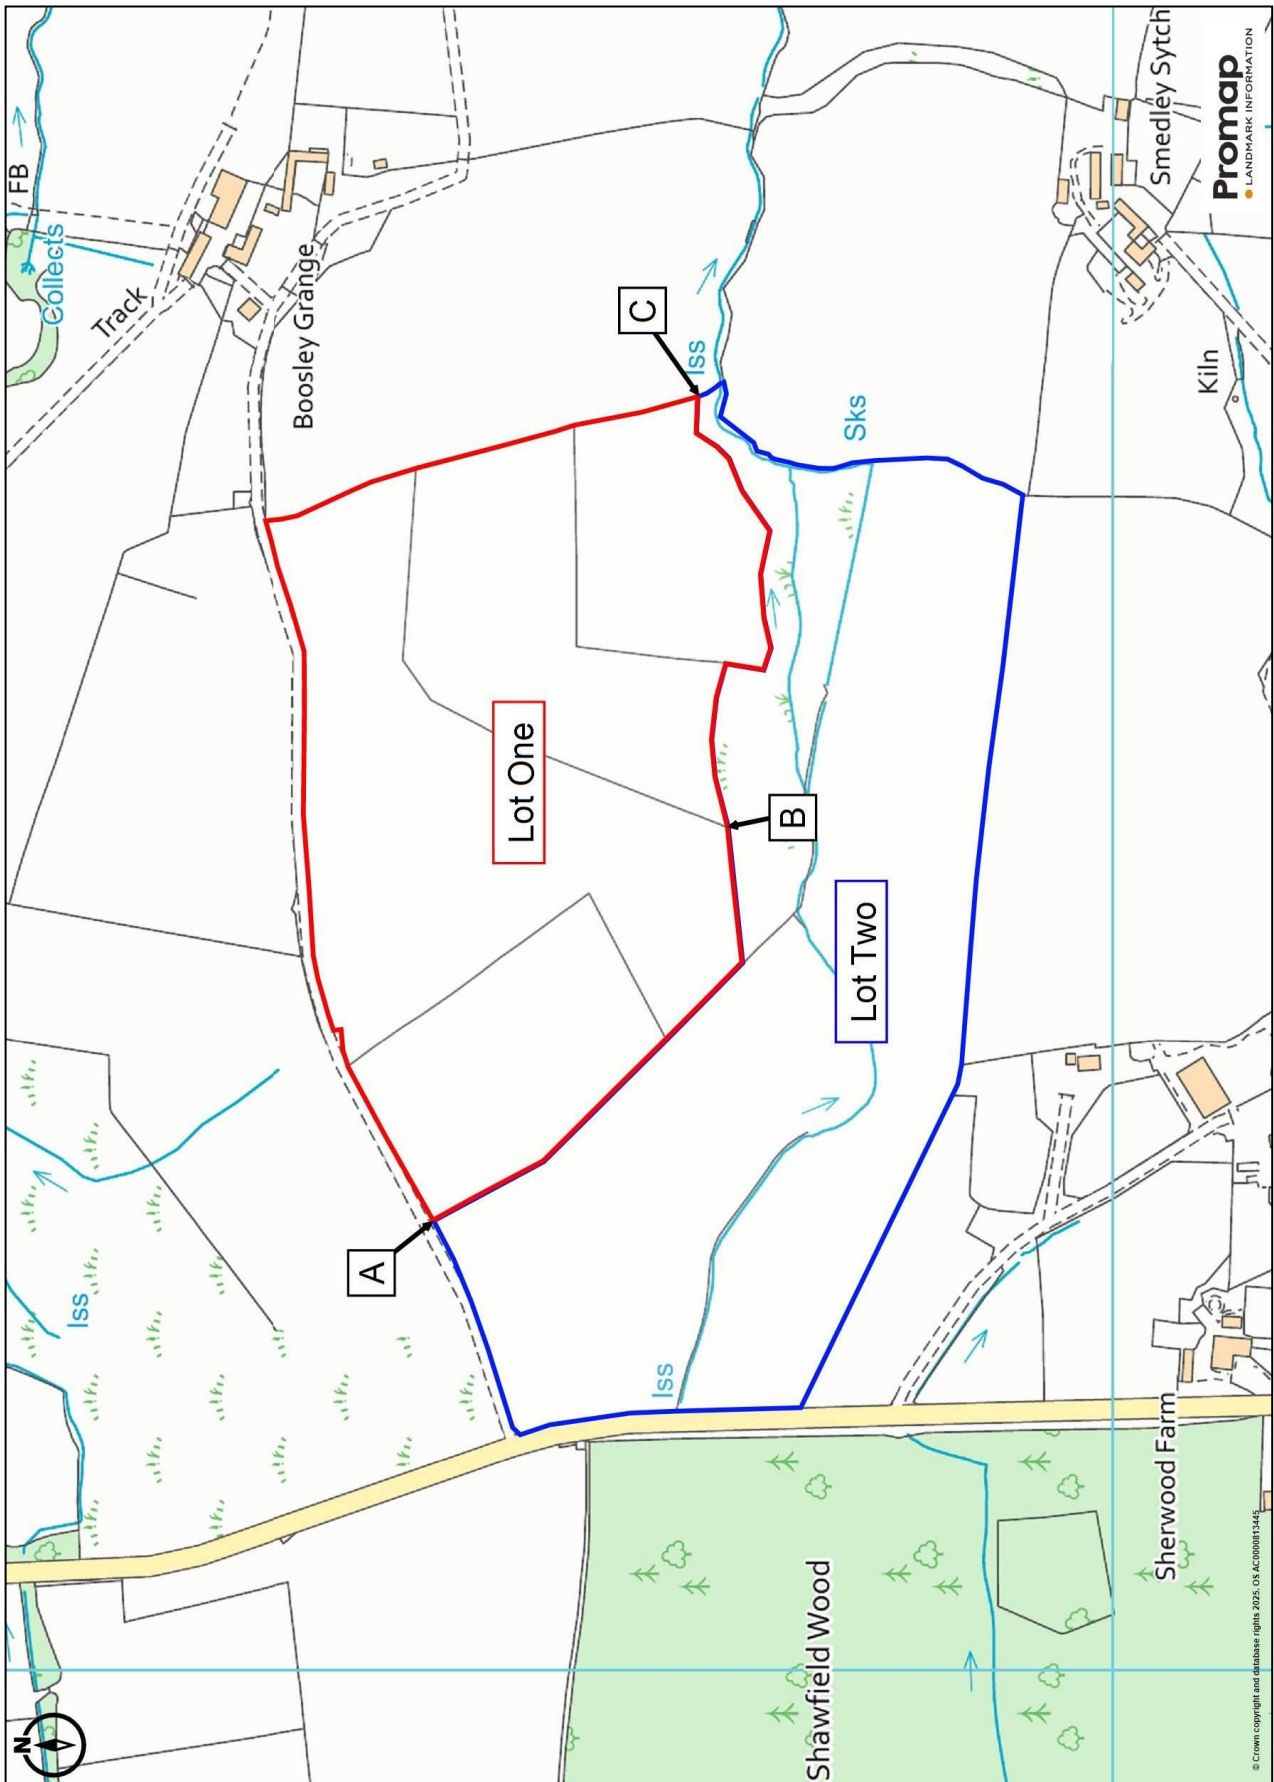 N
FB
Collects
Iss
Track
Boosley Grange
A
Lot One
C
Iss
Iss
B
Shawfield Wood
Sks
Lot Two
Sherwood Farm
Smedley Sytch
Kiln
Promap
LANDMARK INFORMATION
© Crown copyright and database rights 2025. OS AC0000813445